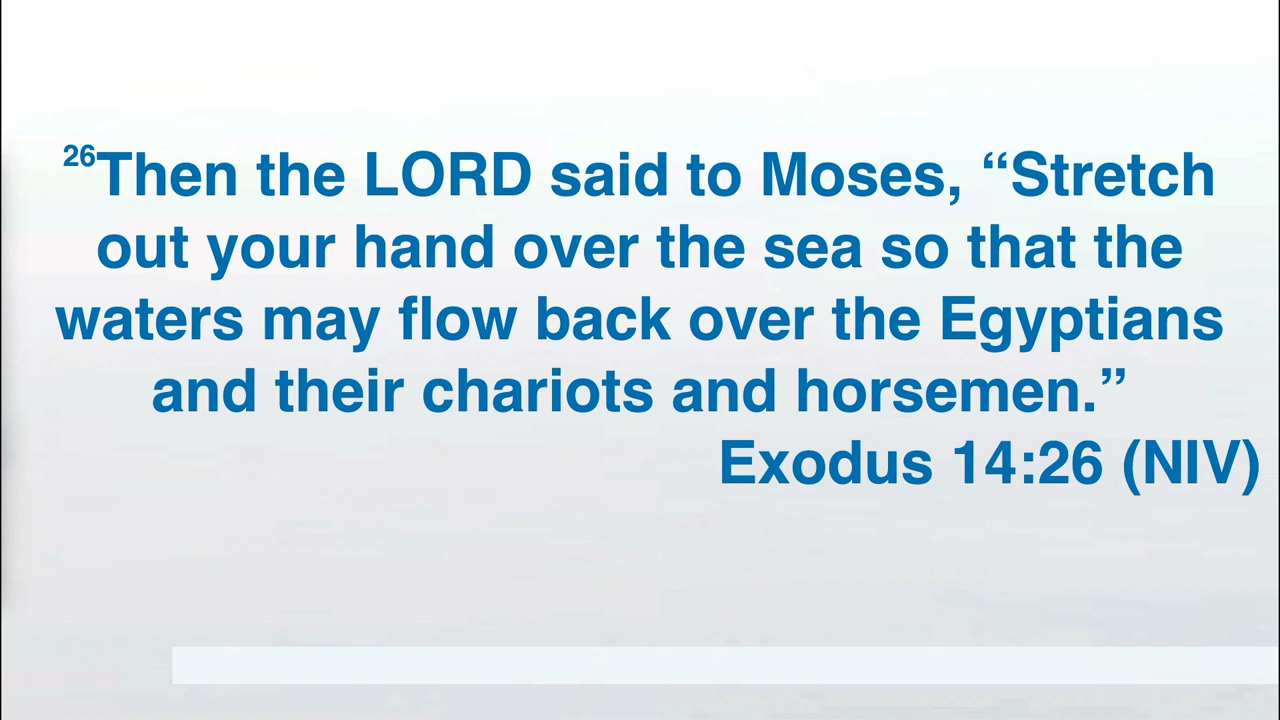 26Then the LORD said to Moses, “Stretch
out your hand over the sea so that the
waters may flow back over the Egyptians
and their chariots and horsemen.”
Exodus 14:26 (NIV)